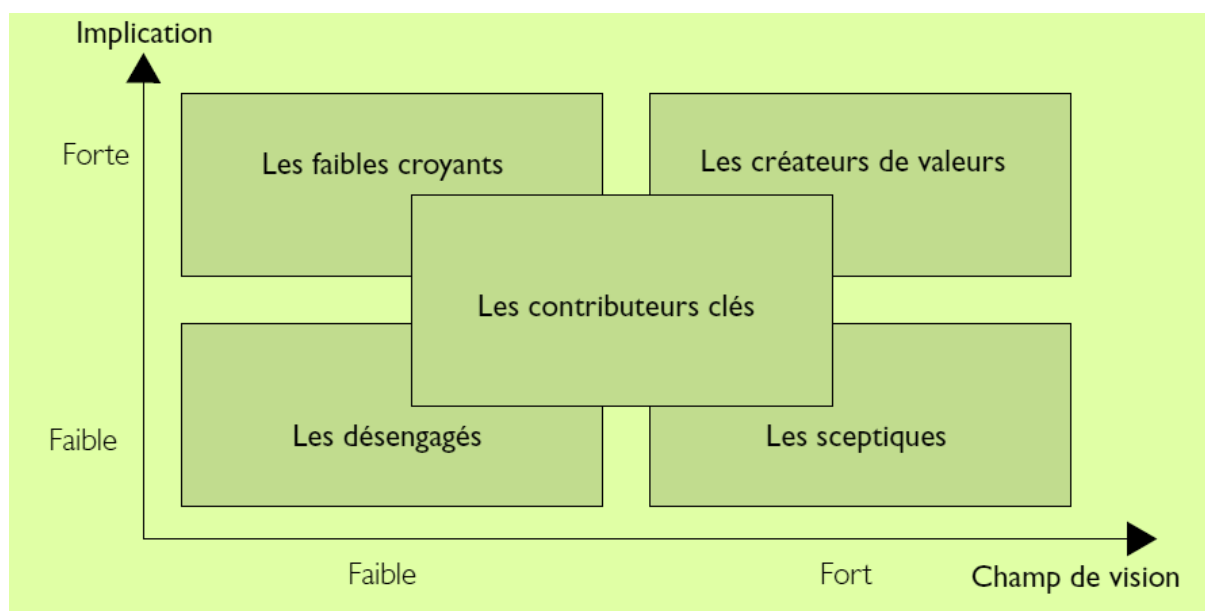 Implication
Forte
Les faibles croyants
Les créateurs de valeurs
Les contributeurs clés
Faible
Les désengagés
Les sceptiques
Faible
Fort
Champ de vision